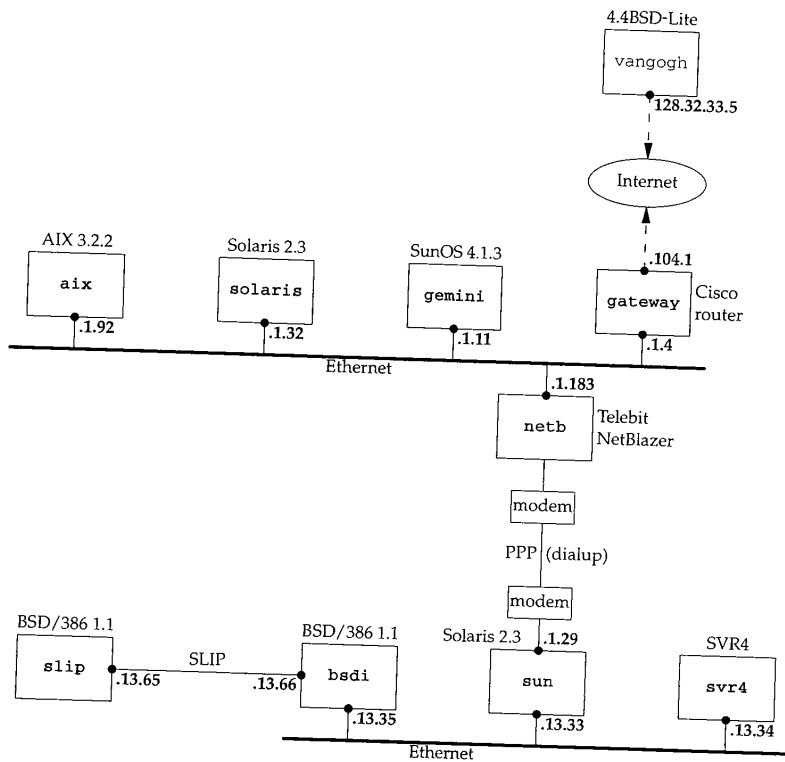 4.4BSD-Lite
vangogh
128.32.33.5
Internet
AIX 3.2.2
aix
.1.92
Solaris 2.3
solaris
.1.32
SunOS 4.1.3
gemini
.1.11
.104.1
gateway
Cisco
router
.1.4
Ethernet
.1.183
netb
Telebit
NetBlazer
modem
PPP (dialup)
modem
BSD/386 1.1
slip
.13.65
SLIP
BSD/386 1.1
.13.66
bsdi
.13.35
Solaris 2.3
.1.29
sun
.13.33
SVR4
svr4
.13.34
Ethernet